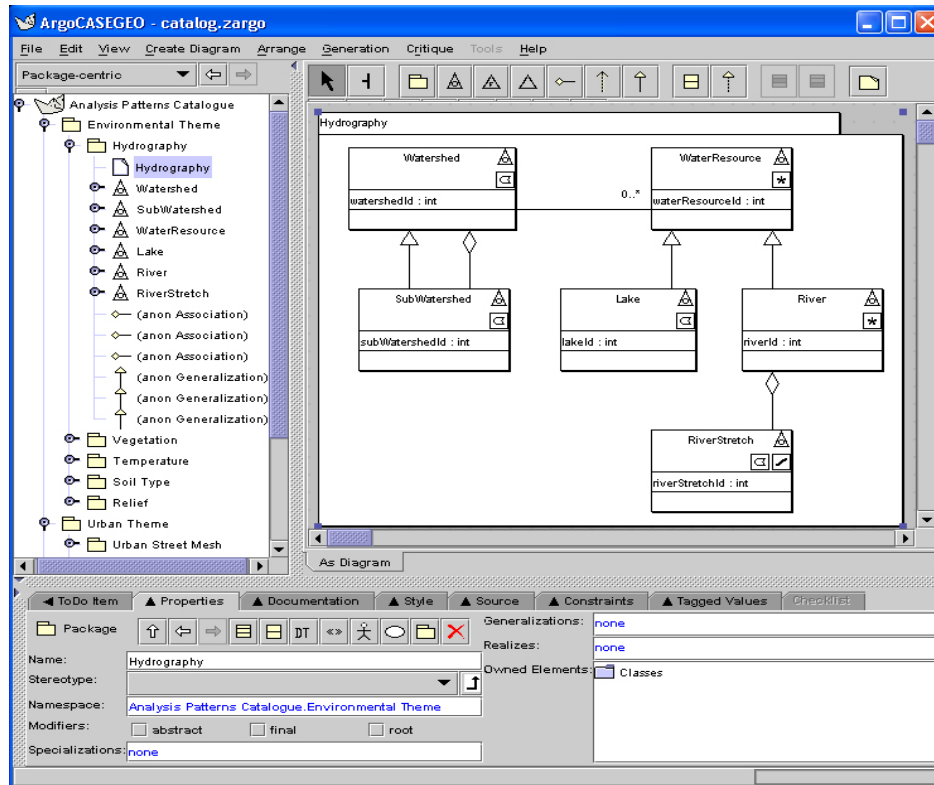 ArgoCASEGEO - catalog.zargo
File Edit View Create Diagram Arrange Generation Critique Tools Help
Package-centric
Analysis Patterns Catalogue
Environmental Theme
Hydrography
Hydrography
Watershed
SubWatershed
WaterResource
Lake
River
RiverStretch
(anon Association)
(anon Association)
(anon Association)
(anon Generalization)
(anon Generalization)
(anon Generalization)
Vegetation
Temperature
Soil Type
Relief
Urban Theme
Urban Street Mesh
Hydrography
Watershed
watershedId : int
0..*
WaterResource
*
waterResourceId : int
SubWatershed
subWatershedId : int
Lake
lakeId : int
River
*
riverId : int
RiverStretch
riverStretchId : int
As Diagram
ToDo Item Properties Documentation Style Source Constraints Tagged Values Checklist
Package
DT
«»
Name: Hydrography
Stereotype:
Namespace: Analysis Patterns Catalogue.Environmental Theme
Modifiers: abstract final root
Specializations: none
Generalizations: none
Realizes: none
Owned Elements: Classes